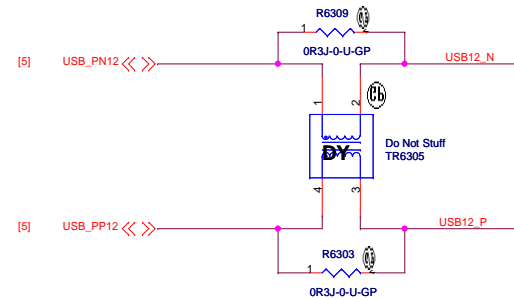 R6309
1
0R3J-0-U-GP
[5] USB_PN12 USB12_N
1 2
DY
Do Not Stuff
TR6305
4 3
[5] USB_PP12 USB12_P
R6303
1
0R3J-0-U-GP